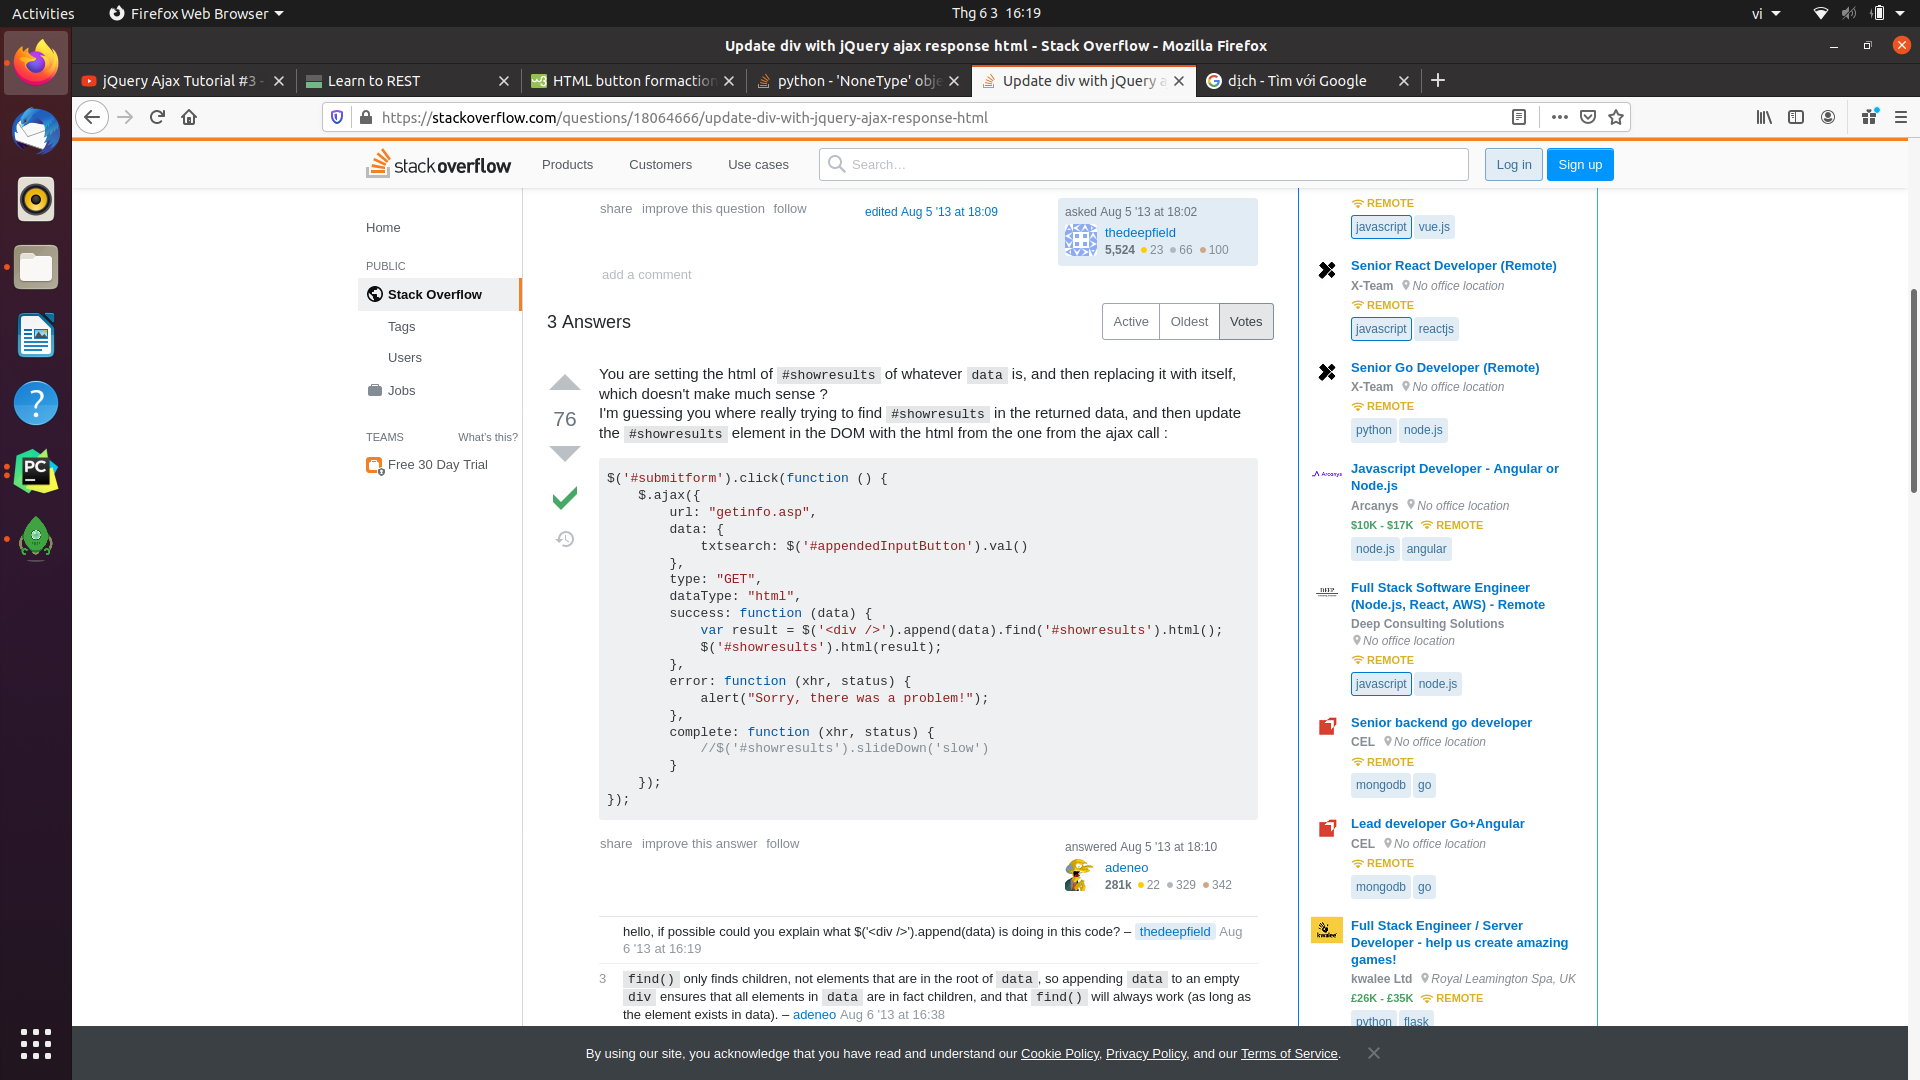 Activities
Firefox Web Browser
Thg 6 3 16:19
vi
Update div with jQuery ajax response html - Stack Overflow - Mozilla Firefox
jQuery Ajax Tutorial #3 -
Learn to REST
HTML button formaction
python - 'NoneType' obje
Update div with jQuery a
dịch - Tìm với Google
https://stackoverflow.com/questions/18064666/update-div-with-jquery-ajax-response-html
stackoverflow
Products
Customers
Use cases
Search…
Log in
Sign up
Home
PUBLIC
Stack Overflow
Tags
Users
Jobs
TEAMS
What's this?
Free 30 Day Trial
share improve this question follow
edited Aug 5 '13 at 18:09
asked Aug 5 '13 at 18:02
thedeepfield
5,524 23 66 100
add a comment
3 Answers
Active
Oldest
Votes
76
You are setting the html of #showresults of whatever data is, and then replacing it with itself,
which doesn't make much sense ?
I'm guessing you where really trying to find #showresults in the returned data, and then update
the #showresults element in the DOM with the html from the one from the ajax call :
$('#submitform').click(function () {
    $.ajax({
        url: "getinfo.asp",
        data: {
            txtsearch: $('#appendedInputButton').val()
        },
        type: "GET",
        dataType: "html",
        success: function (data) {
            var result = $('<div />').append(data).find('#showresults').html();
            $('#showresults').html(result);
        },
        error: function (xhr, status) {
            alert("Sorry, there was a problem!");
        },
        complete: function (xhr, status) {
            //$('#showresults').slideDown('slow')
        }
    });
});
share improve this answer follow
answered Aug 5 '13 at 18:10
adeneo
281k 22 329 342
hello, if possible could you explain what $('<div />').append(data) is doing in this code? – thedeepfield Aug
6 '13 at 16:19
3
find() only finds children, not elements that are in the root of data, so appending data to an empty
div ensures that all elements in data are in fact children, and that find() will always work (as long as
the element exists in data). – adeneo Aug 6 '13 at 16:38
REMOTE
javascript vue.js
Senior React Developer (Remote)
X-Team No office location
REMOTE
javascript reactjs
Senior Go Developer (Remote)
X-Team No office location
REMOTE
python node.js
Arcanys
Javascript Developer - Angular or
Node.js
Arcanys No office location
$10K - $17K REMOTE
node.js angular
Full Stack Software Engineer
(Node.js, React, AWS) - Remote
Deep Consulting Solutions
No office location
REMOTE
javascript node.js
Senior backend go developer
CEL No office location
REMOTE
mongodb go
Lead developer Go+Angular
CEL No office location
REMOTE
mongodb go
kwalee
Full Stack Engineer / Server
Developer - help us create amazing
games!
kwalee Ltd Royal Leamington Spa, UK
£26K - £35K REMOTE
python flask
By using our site, you acknowledge that you have read and understand our Cookie Policy, Privacy Policy, and our Terms of Service.